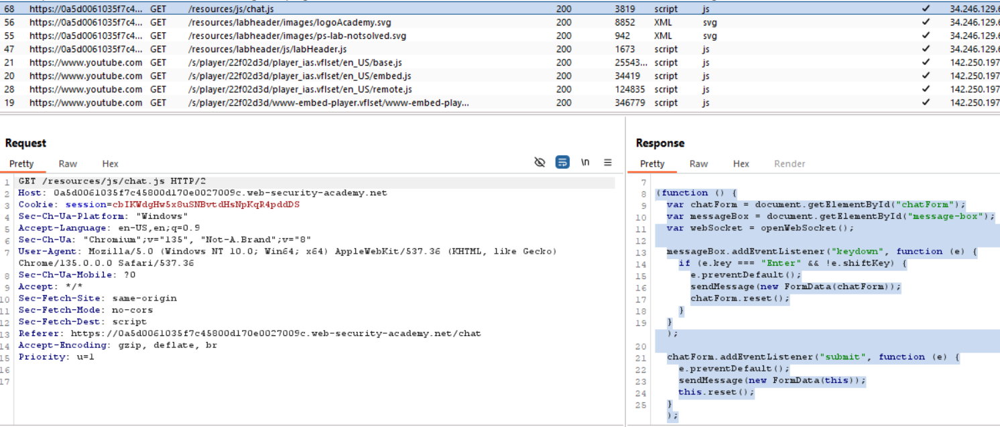 68 https://0a5d0061035f7c4... GET /resources/js/chat.js 200 3819 script js ✓ 34.246.129.6
56 https://0a5d0061035f7c4... GET /resources/labheader/images/logoAcademy.svg 200 8852 XML svg ✓ 34.246.129.6
55 https://0a5d0061035f7c4... GET /resources/labheader/images/ps-lab-notsolved.svg 200 942 XML svg ✓ 34.246.129.6
47 https://0a5d0061035f7c4... GET /resources/labheader/js/labHeader.js 200 1673 script js ✓ 34.246.129.6
21 https://www.youtube.com GET /s/player/22f02d3d/player_ias.vflset/en_US/base.js 200 25543... script js ✓ 142.250.197
20 https://www.youtube.com GET /s/player/22f02d3d/player_ias.vflset/en_US/embed.js 200 34419 script js ✓ 142.250.197
28 https://www.youtube.com GET /s/player/22f02d3d/player_ias.vflset/en_US/remote.js 200 124835 script js ✓ 142.250.197
19 https://www.youtube.com GET /s/player/22f02d3d/www-embed-player.vflset/www-embed-play... 200 346779 script js ✓ 142.250.197
Request
Pretty Raw Hex \n
1 GET /resources/js/chat.js HTTP/2
2 Host: 0a5d0061035f7c45800d170e0027009c.web-security-academy.net
3 Cookie: session=cbIKWdgHw5x8uSNBvtdHsNpKqR4pddDS
4 Sec-Ch-Ua-Platform: "Windows"
5 Accept-Language: en-US,en;q=0.9
6 Sec-Ch-Ua: "Chromium";v="135", "Not-A.Brand";v="8"
7 User-Agent: Mozilla/5.0 (Windows NT 10.0; Win64; x64) AppleWebKit/537.36 (KHTML, like Gecko)
Chrome/135.0.0.0 Safari/537.36
8 Sec-Ch-Ua-Mobile: ?0
9 Accept: */*
10 Sec-Fetch-Site: same-origin
11 Sec-Fetch-Mode: no-cors
12 Sec-Fetch-Dest: script
13 Referer: https://0a5d0061035f7c45800d170e0027009c.web-security-academy.net/chat
14 Accept-Encoding: gzip, deflate, br
15 Priority: u=1
16
17
Response
Pretty Raw Hex Render
7
8 (function () {
9 var chatForm = document.getElementById("chatForm");
10 var messageBox = document.getElementById("message-box");
11 var webSocket = openWebSocket();
12
13 messageBox.addEventListener("keydown", function (e) {
14 if (e.key === "Enter" && !e.shiftKey) {
15 e.preventDefault();
16 sendMessage(new FormData(chatForm));
17 chatForm.reset();
18 }
19 }
);
20
21 chatForm.addEventListener("submit", function (e) {
22 e.preventDefault();
23 sendMessage(new FormData(this));
24 this.reset();
25 }
);